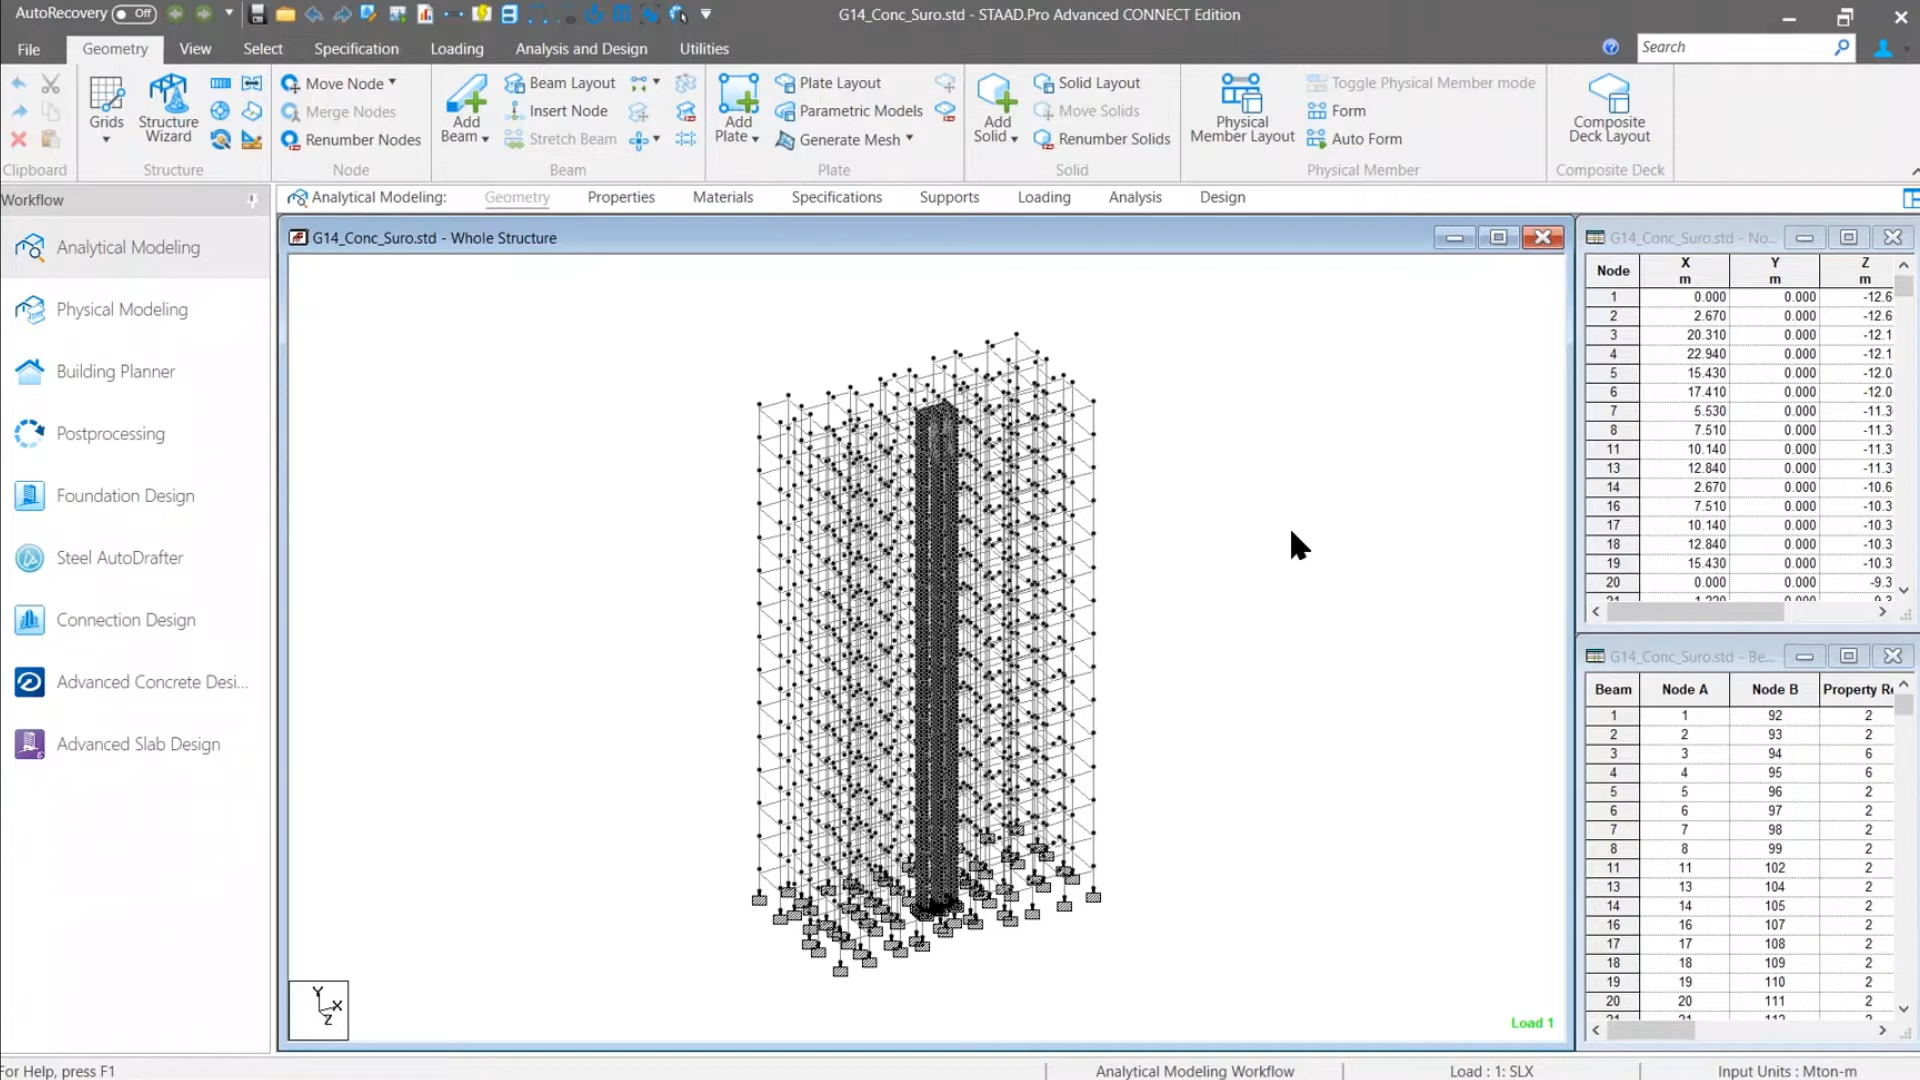 AutoRecovery Off
G14_Conc_Suro.std - STAAD.Pro Advanced CONNECT Edition
File Geometry View Select Specification Loading Analysis and Design Utilities
Search
Grids
Structure Wizard
Move Node
Merge Nodes
Renumber Nodes
Add Beam
Beam Layout
Insert Node
Stretch Beam
Add Plate
Plate Layout
Parametric Models
Generate Mesh
Add Solid
Solid Layout
Move Solids
Renumber Solids
Physical Member Layout
Toggle Physical Member mode
Form
Auto Form
Composite Deck Layout
Clipboard Structure Node Beam Plate Solid Physical Member Composite Deck
Workflow
Analytical Modeling: Geometry Properties Materials Specifications Supports Loading Analysis Design
Analytical Modeling
Physical Modeling
Building Planner
Postprocessing
Foundation Design
Steel AutoDrafter
Connection Design
Advanced Concrete Desi...
Advanced Slab Design
G14_Conc_Suro.std - Whole Structure
Y
X
Z
Load 1
G14_Conc_Suro.std - No...
Node X m Y m Z m
1 0.000 0.000 -12.6
2 2.670 0.000 -12.6
3 20.310 0.000 -12.1
4 22.940 0.000 -12.1
5 15.430 0.000 -12.0
6 17.410 0.000 -12.0
7 5.530 0.000 -11.3
8 7.510 0.000 -11.3
11 10.140 0.000 -11.3
13 12.840 0.000 -11.3
14 2.670 0.000 -10.6
16 7.510 0.000 -10.3
17 10.140 0.000 -10.3
18 12.840 0.000 -10.3
19 15.430 0.000 -10.3
20 0.000 0.000 -9.3
G14_Conc_Suro.std - Be...
Beam Node A Node B Property Re
1 1 92 2
2 2 93 2
3 3 94 6
4 4 95 6
5 5 96 2
6 6 97 2
7 7 98 2
8 8 99 2
11 11 102 2
13 13 104 2
14 14 105 2
16 16 107 2
17 17 108 2
18 18 109 2
19 19 110 2
20 20 111 2
For Help, press F1
Analytical Modeling Workflow
Load : 1: SLX
Input Units : Mton-m